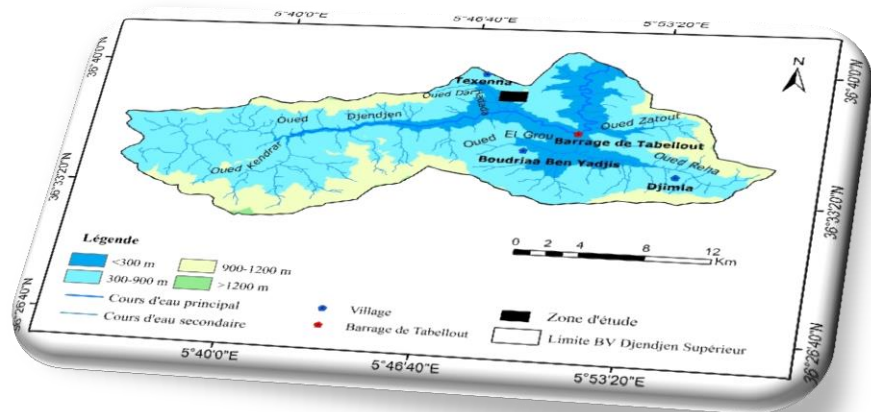 5°40'0"E 5°46'40"E 5°53'20"E
36°40'0"N
36°40'0"N
N
Texenna
Oued Dar Fatada
Oued Djendjen
Oued Kendrar
Oued El Grou
Oued Zatout
Barrage de Tabellout
Boudriaa Ben Yadjis
Oued Reha
Djimla
36°33'20"N
36°33'20"N
Légende
<300 m
900-1200 m
300-900 m
>1200 m
Cours d'eau principal
Cours d'eau secondaire
Village
Barrage de Tabellout
0 2 4 8 12
Km
Zone d'étude
Limite BV Djendjen Supérieur
36°26'40"N
36°26'40"N
5°40'0"E 5°46'40"E 5°53'20"E